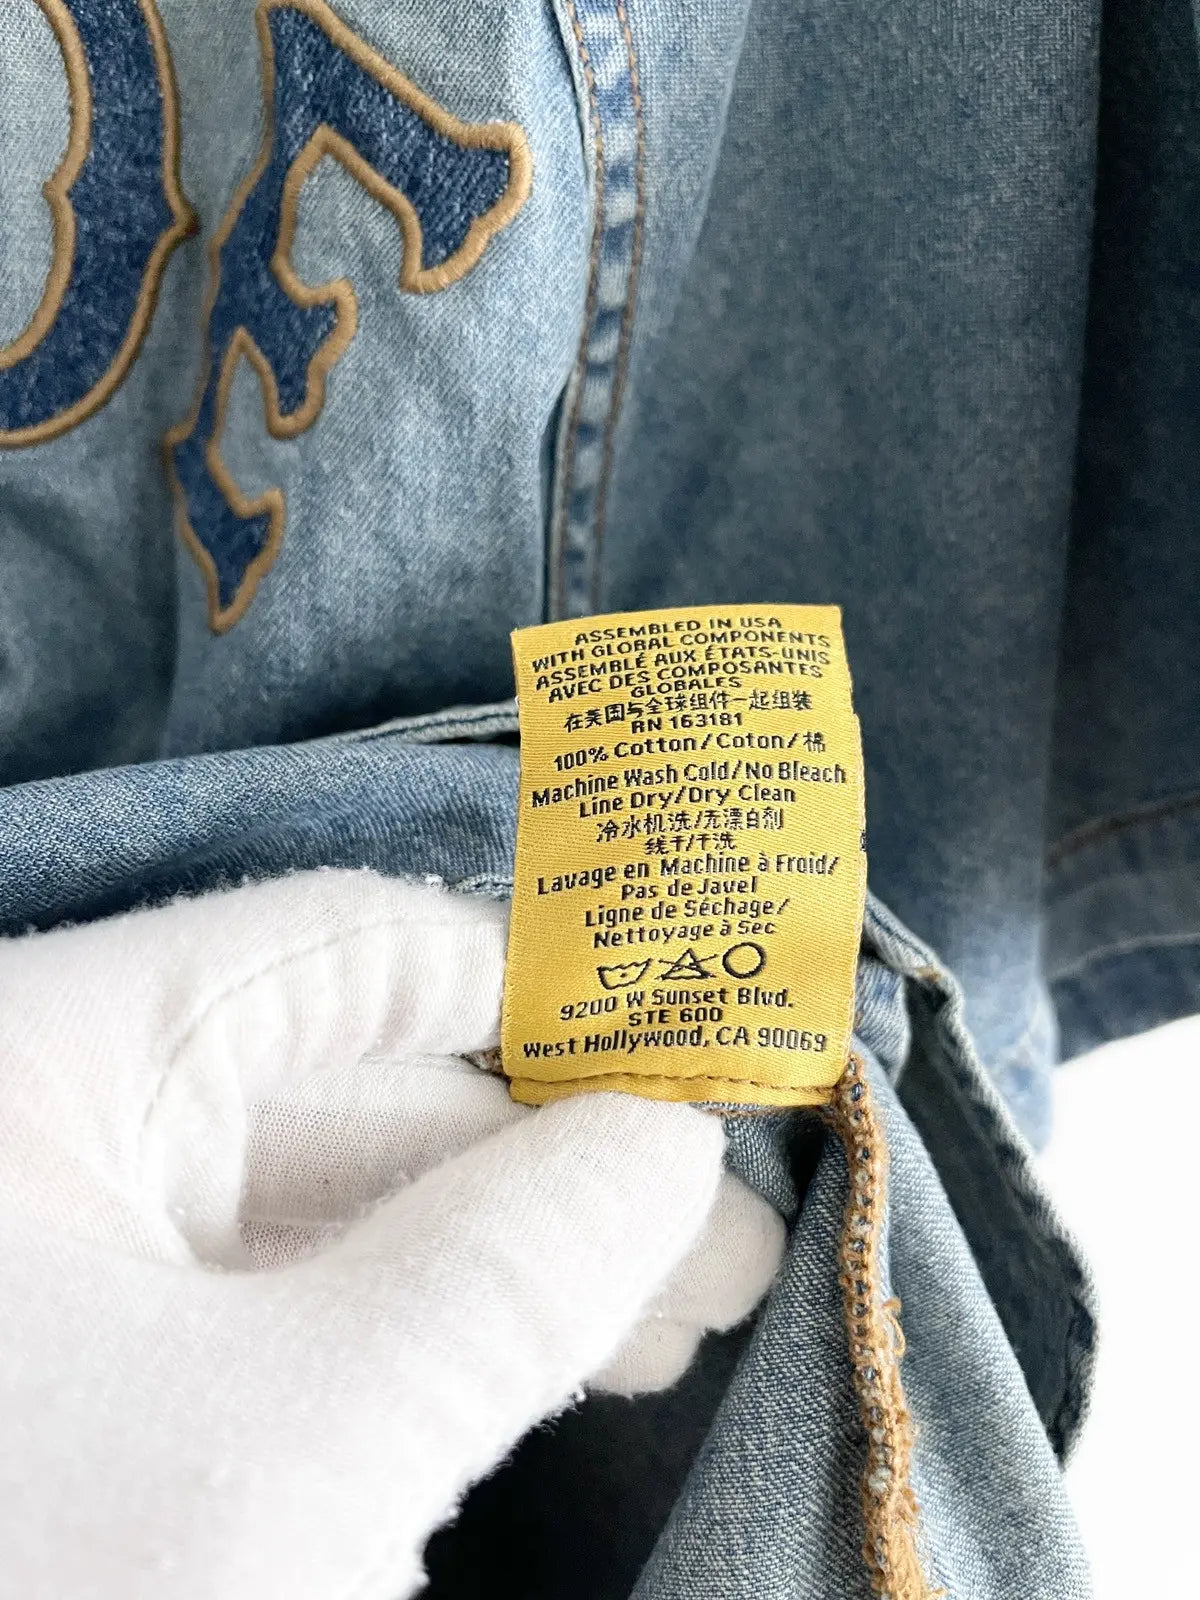 ASSEMBLED IN USA
WITH GLOBAL COMPONENTS
ASSEMBLÉ AUX ÉTATS-UNIS
AVEC DES COMPOSANTES
GLOBALES
在美国与全球组件一起组装
RN 163181
100% Cotton/Coton/棉
Machine Wash Cold/No Bleach
Line Dry/Dry Clean
冷水机洗/无漂白剂
线干/干洗
Lavage en Machine à Froid/
Pas de Javel
Ligne de Séchage/
Nettoyage à Sec
9200 W Sunset Blvd.
STE 600
West Hollywood, CA 90069